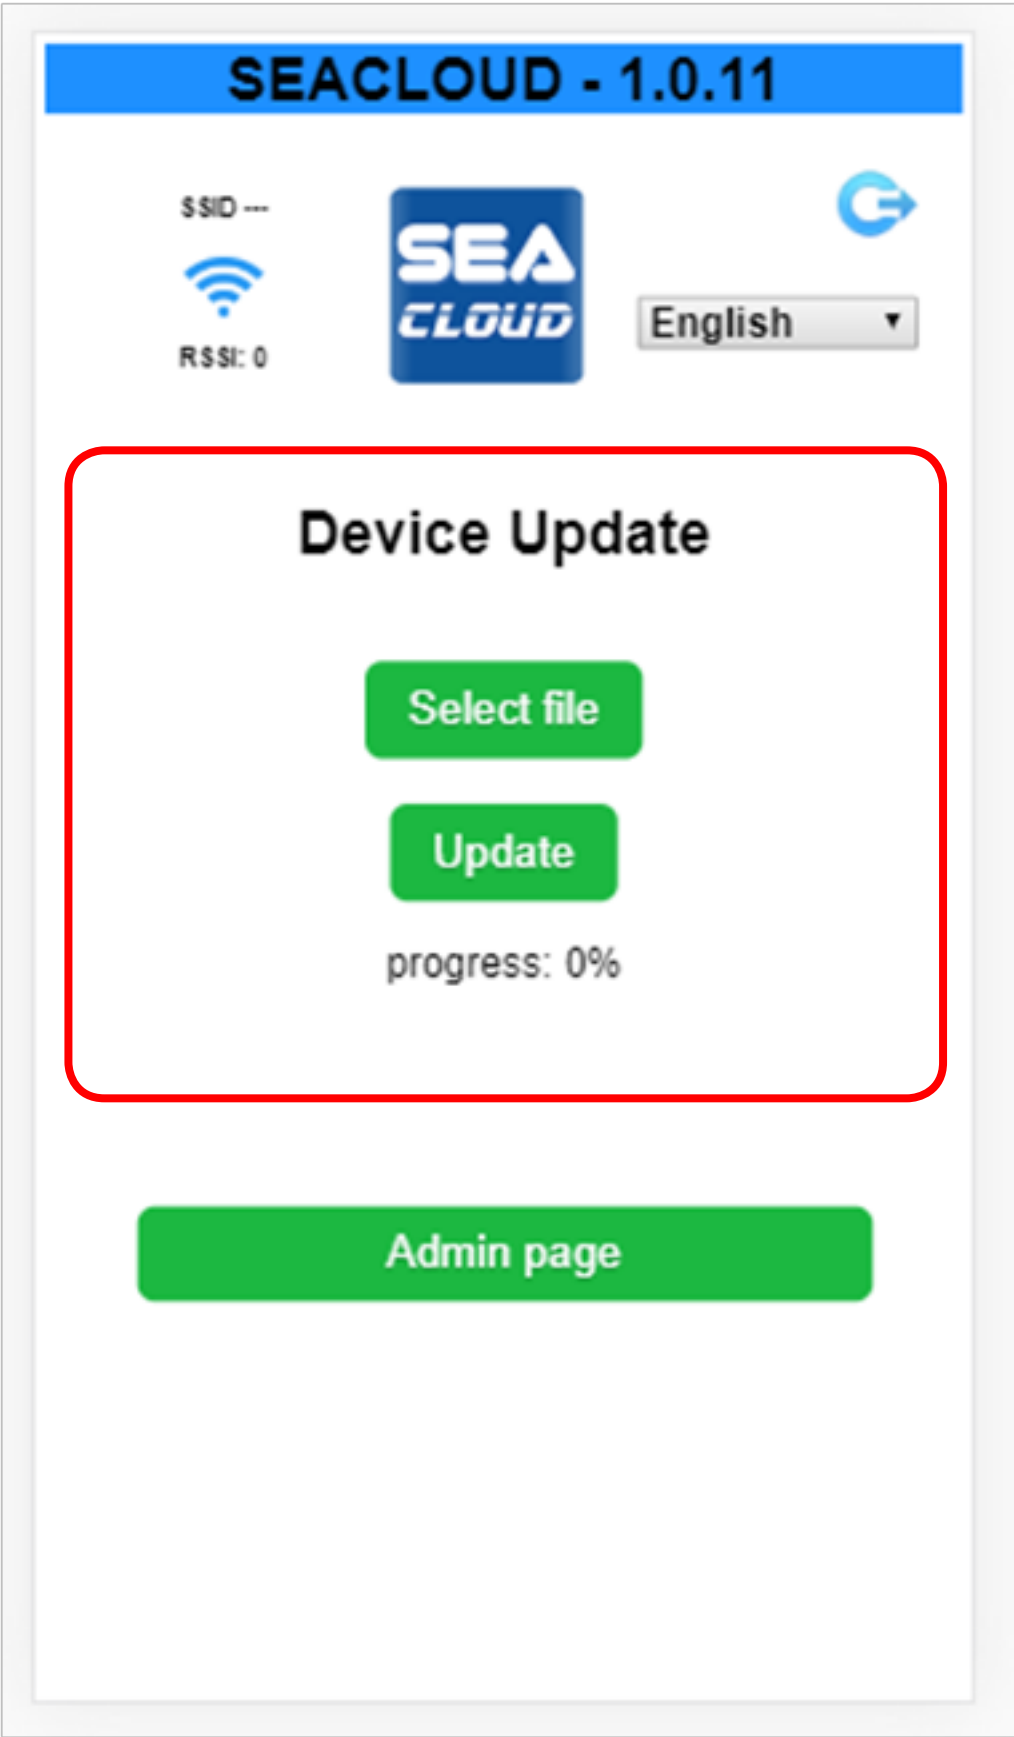 SEACLOUD - 1.0.11
SSID ---
RSSI: 0
SEA
CLOUD
English
Device Update
Select file
Update
progress: 0%
Admin page